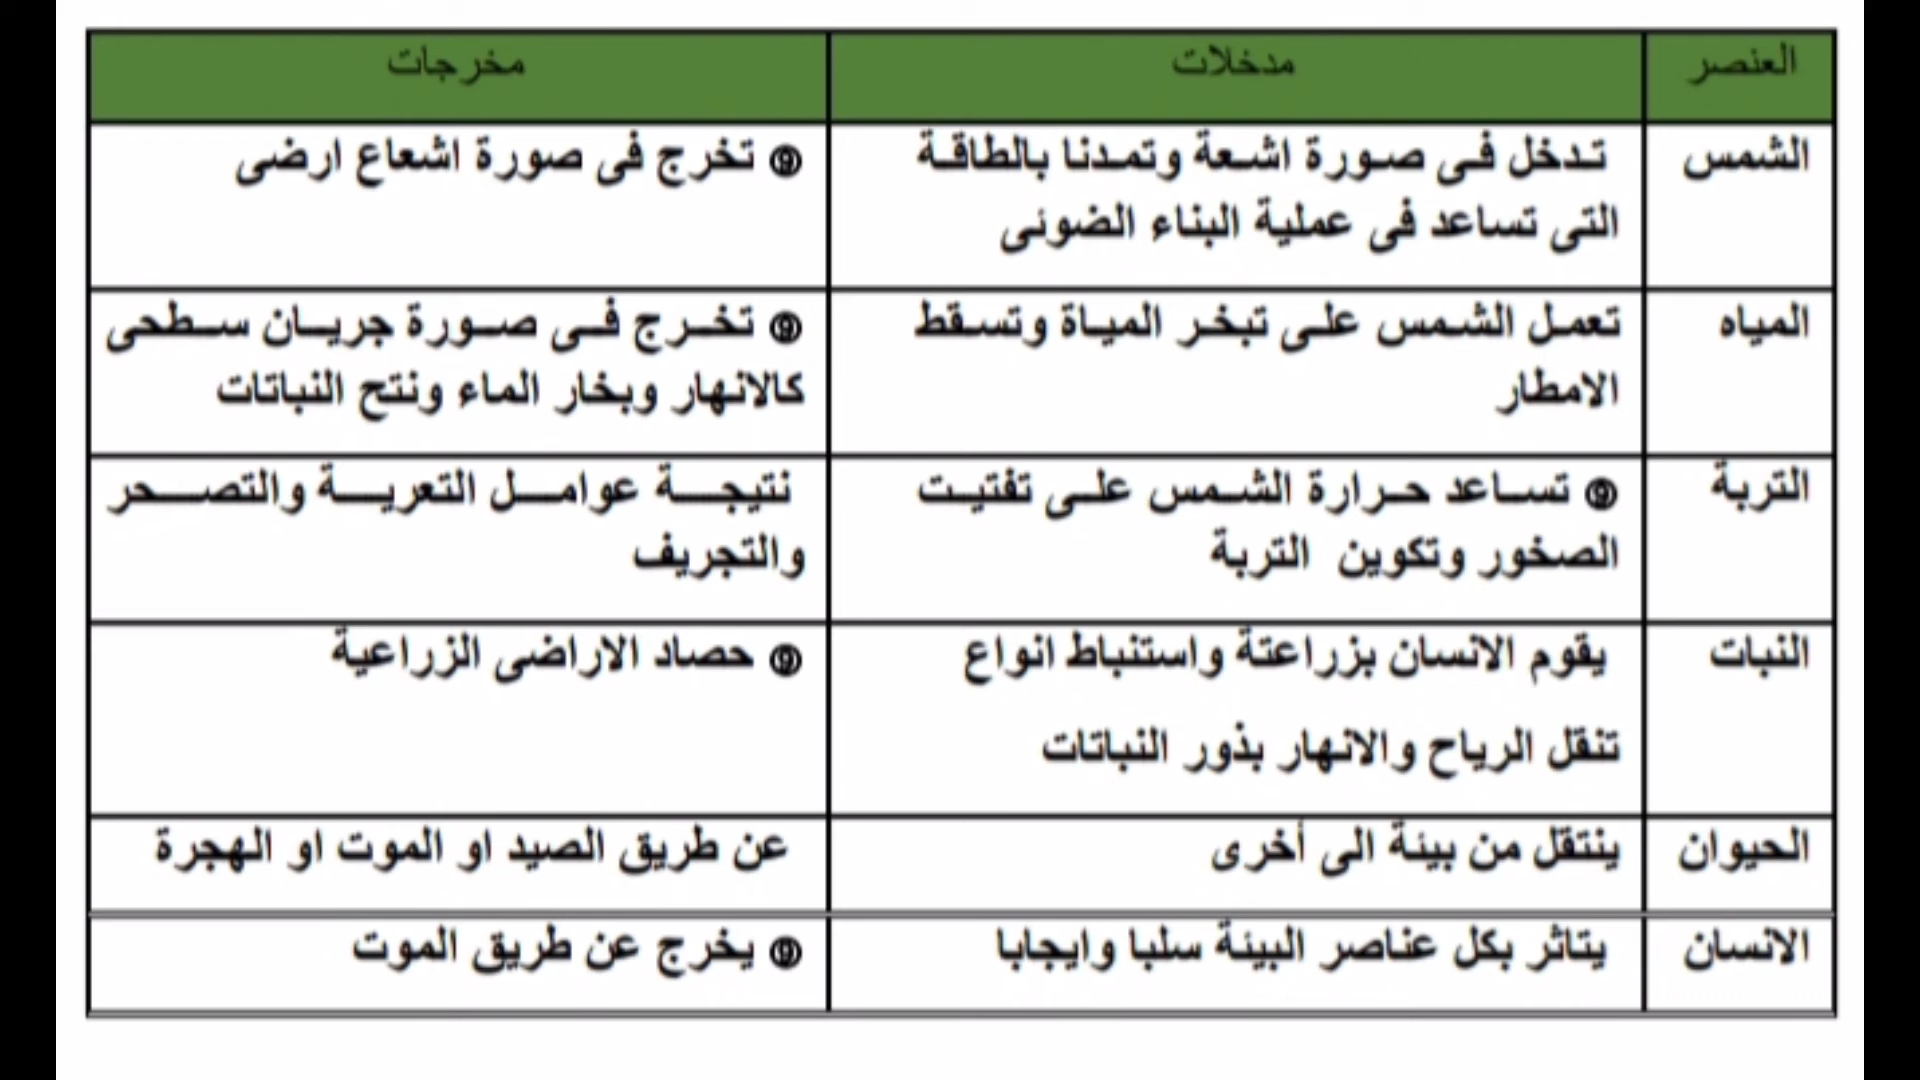 العنصر
مدخلات
مخرجات
الشمس
تدخل فى صورة اشعة وتمدنا بالطاقة
التى تساعد فى عملية البناء الضوئى
تخرج فى صورة اشعاع ارضى
المياه
تعمل الشمس على تبخر المياة وتسقط
الامطار
تخرج فى صورة جريان سطحى
كالانهار وبخار الماء ونتح النباتات
التربة
تساعد حرارة الشمس على تفتيت
الصخور وتكوين التربة
نتيجة عوامل التعرية والتصحر
والتجريف
النبات
يقوم الانسان بزراعتة واستنباط انواع
تنقل الرياح والانهار بذور النباتات
حصاد الاراضى الزراعية
الحيوان
ينتقل من بيئة الى أخرى
عن طريق الصيد او الموت او الهجرة
الانسان
يتاثر بكل عناصر البيئة سلبا وايجابا
يخرج عن طريق الموت